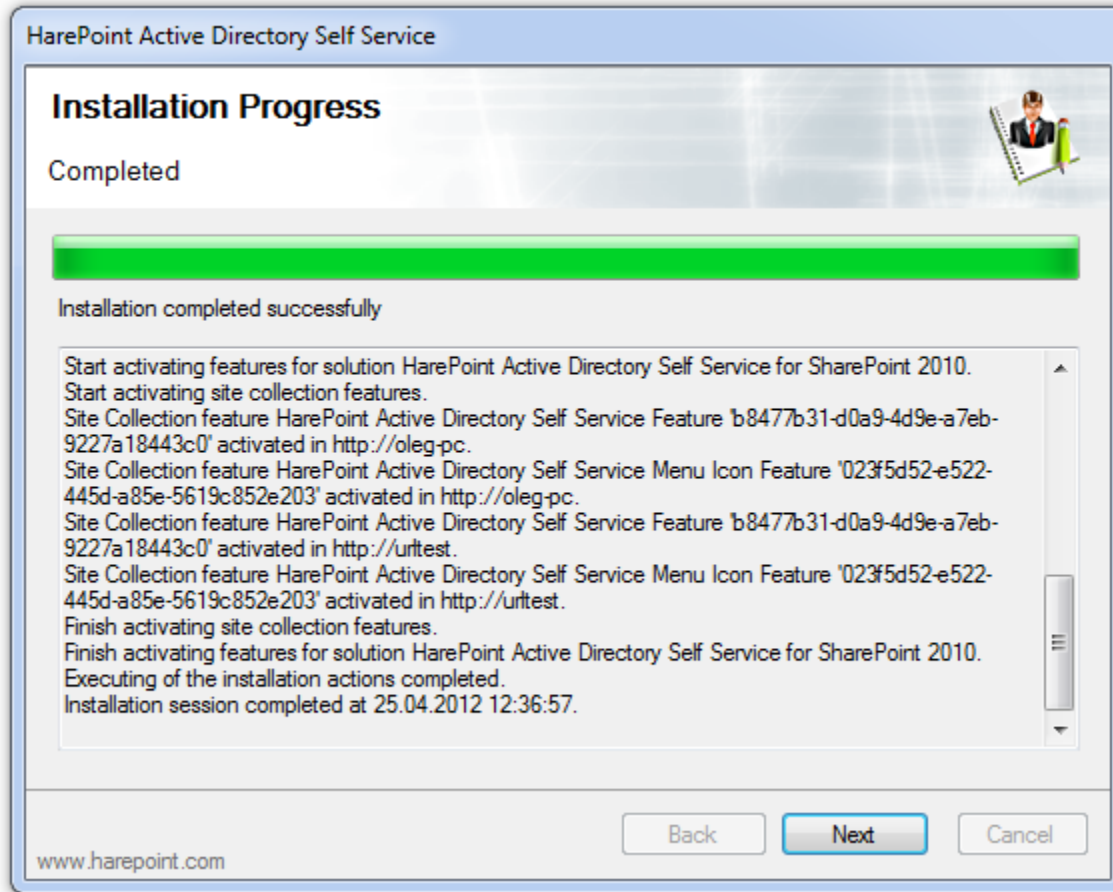 HarePoint Active Directory Self Service
Installation Progress
Completed
Installation completed successfully
Start activating features for solution HarePoint Active Directory Self Service for SharePoint 2010.
Start activating site collection features.
Site Collection feature HarePoint Active Directory Self Service Feature 'b8477b31-d0a9-4d9e-a7eb-
9227a18443c0' activated in http://oleg-pc.
Site Collection feature HarePoint Active Directory Self Service Menu Icon Feature '023f5d52-e522-
445d-a85e-5619c852e203' activated in http://oleg-pc.
Site Collection feature HarePoint Active Directory Self Service Feature 'b8477b31-d0a9-4d9e-a7eb-
9227a18443c0' activated in http://urltest.
Site Collection feature HarePoint Active Directory Self Service Menu Icon Feature '023f5d52-e522-
445d-a85e-5619c852e203' activated in http://urltest.
Finish activating site collection features.
Finish activating features for solution HarePoint Active Directory Self Service for SharePoint 2010.
Executing of the installation actions completed.
Installation session completed at 25.04.2012 12:36:57.
Back
Next
Cancel
www.harepoint.com